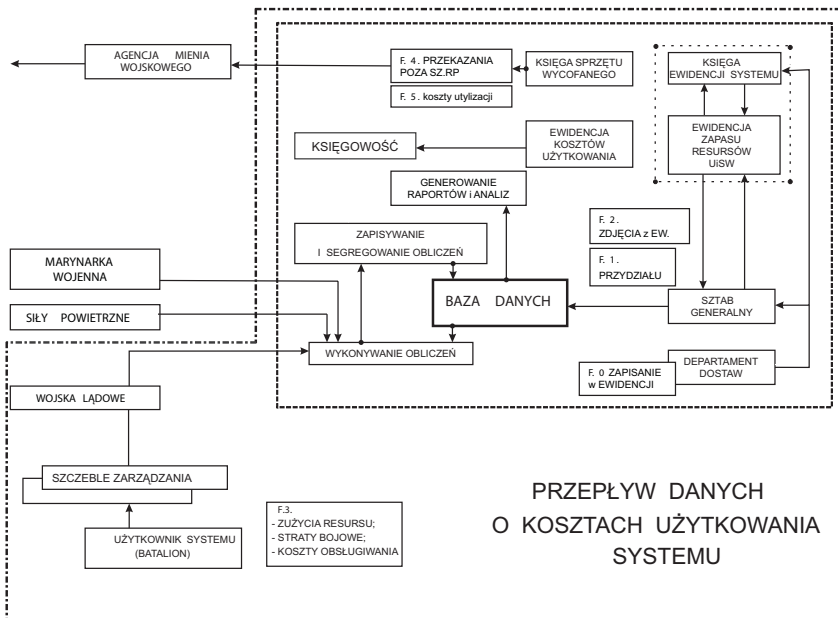 AGENCJA MIENIA
WOJSKOWEGO
F. 4. PRZEKAZANIA
POZA SZ.RP
F. 5. koszty utylizacji
KSIĘGA SPRZĘTU
WYCOFANEGO
KSIĘGA
EWIDENCJI SYSTEMU
KSIĘGOWOŚĆ
EWIDENCJA
KOSZTÓW
UŻYTKOWANIA
EWIDENCJA
ZAPASU
RESURSÓW
UiSW
GENEROWANIE
RAPORTÓW i ANALIZ
ZAPISYWANIE
I SEGREGOWANIE OBLICZEŃ
F. 2.
ZDJĘCIA z EW.
F. 1.
PRZYDZIAŁU
MARYNARKA
WOJENNA
BAZA DANYCH
SZTAB
GENERALNY
SIŁY POWIETRZNE
WYKONYWANIE OBLICZEŃ
F. 0 ZAPISANIE
w EWIDENCJI
DEPARTAMENT
DOSTAW
WOJSKA LĄDOWE
SZCZEBLE ZARZĄDZANIA
UŻYTKOWNIK SYSTEMU
(BATALION)
F.3.
- ZUŻYCIA RESURSU;
- STRATY BOJOWE;
- KOSZTY OBSŁUGIWANIA
PRZEPŁYW DANYCH
O KOSZTACH UŻYTKOWANIA
SYSTEMU